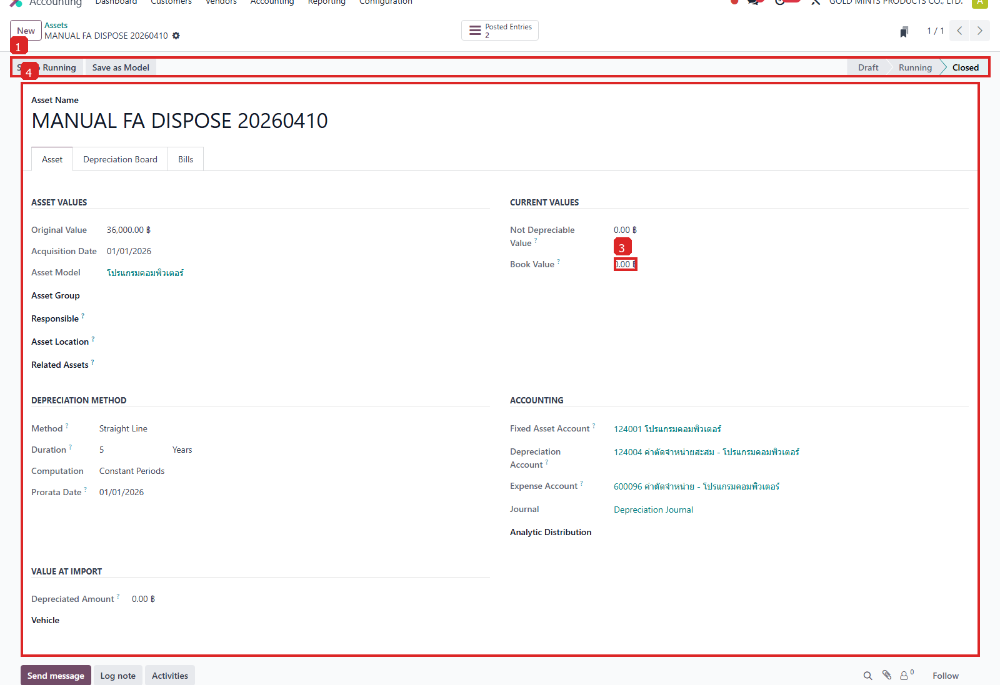 Accounting Dashboard Customers Vendors Accounting Reporting Configuration GOLD MINTS PRODUCTS CO., LTD. A
New
Assets
MANUAL FA DISPOSE 20260410
Posted Entries
2
1 / 1
1
4
Running Save as Model Draft Running Closed
Asset Name
MANUAL FA DISPOSE 20260410
Asset Depreciation Board Bills
ASSET VALUES
Original Value 36,000.00 ฿
Acquisition Date 01/01/2026
Asset Model โปรแกรมคอมพิวเตอร์
Asset Group
Responsible ?
Asset Location ?
Related Assets ?
CURRENT VALUES
Not Depreciable Value ? 0.00 ฿
3
Book Value ? 0.00 ฿
DEPRECIATION METHOD
Method ? Straight Line
Duration ? 5 Years
Computation Constant Periods
Prorata Date ? 01/01/2026
ACCOUNTING
Fixed Asset Account ? 124001 โปรแกรมคอมพิวเตอร์
Depreciation Account ? 124004 ค่าตัดจำหน่ายสะสม - โปรแกรมคอมพิวเตอร์
Expense Account ? 600096 ค่าตัดจำหน่าย - โปรแกรมคอมพิวเตอร์
Journal Depreciation Journal
Analytic Distribution
VALUE AT IMPORT
Depreciated Amount ? 0.00 ฿
Vehicle
Send message Log note Activities 0 Follow